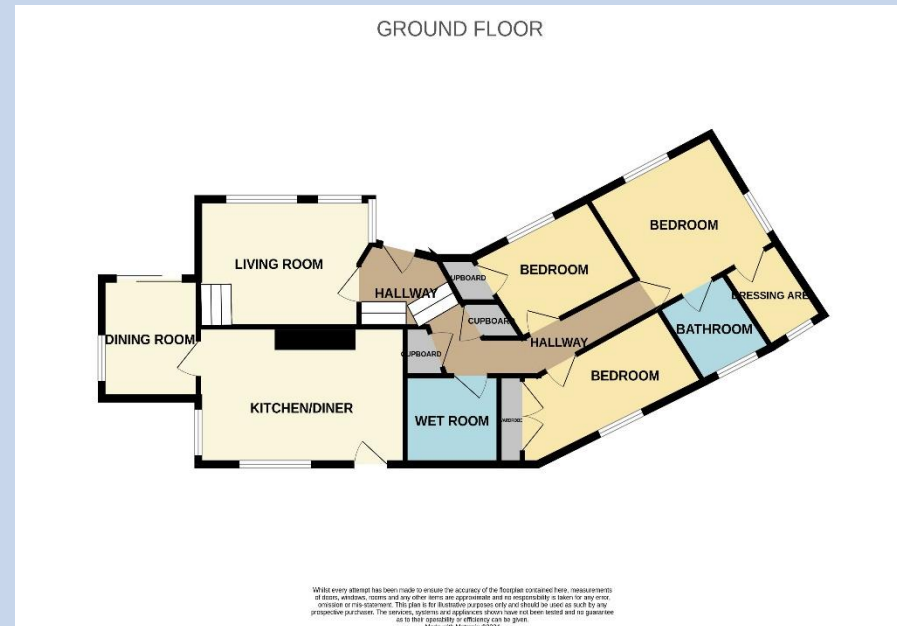 GROUND FLOOR
BEDROOM
LIVING ROOM
BEDROOM
UPBOARD
HALLWAY
DRESSING ARE
CUPBOARD
BATHROOM
DINING ROOM
HALLWAY
CUPBOARD
BEDROOM
KITCHEN/DINER
WET ROOM
Whilst every attempt has been made to ensure the accuracy of the floorplan contained here, measurements
of doors, windows, rooms and any other items are approximate and no responsibility is taken for any error,
omission or mis-statement. This plan is for illustrative purposes only and should be used as such by any
prospective purchaser. The services, systems and appliances shown have not been tested and no guarantee
as to their operability or efficiency can be given.